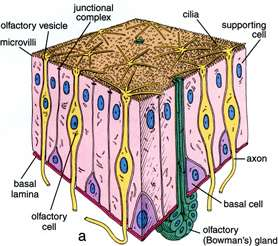 olfactory vesicle
microvilli
junctional
complex
cilia
supporting
cell
axon
basal cell
olfactory
(Bowman's) gland
basal
lamina
olfactory
cell
a